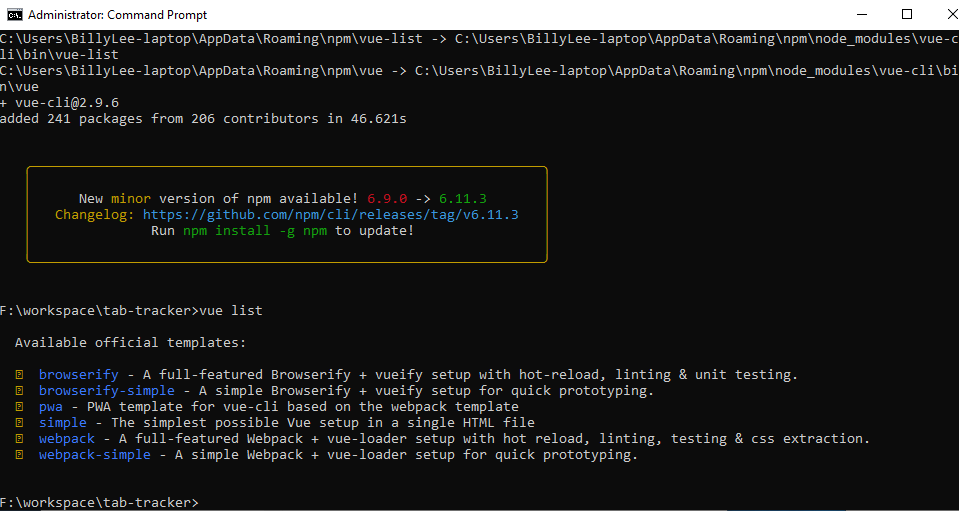 Administrator: Command Prompt
C:\Users\BillyLee-laptop\AppData\Roaming\npm\vue-list -> C:\Users\BillyLee-laptop\AppData\Roaming\npm\node_modules\vue-c
li\bin\vue-list
C:\Users\BillyLee-laptop\AppData\Roaming\npm\vue -> C:\Users\BillyLee-laptop\AppData\Roaming\npm\node_modules\vue-cli\bi
n\vue
+ vue-cli@2.9.6
added 241 packages from 206 contributors in 46.621s
New minor version of npm available! 6.9.0 -> 6.11.3
Changelog: https://github.com/npm/cli/releases/tag/v6.11.3
Run npm install -g npm to update!
F:\workspace\tab-tracker>vue list
Available official templates:
browserify - A full-featured Browserify + vueify setup with hot-reload, linting & unit testing.
browserify-simple - A simple Browserify + vueify setup for quick prototyping.
pwa - PWA template for vue-cli based on the webpack template
simple - The simplest possible Vue setup in a single HTML file
webpack - A full-featured Webpack + vue-loader setup with hot reload, linting, testing & css extraction.
webpack-simple - A simple Webpack + vue-loader setup for quick prototyping.
F:\workspace\tab-tracker>